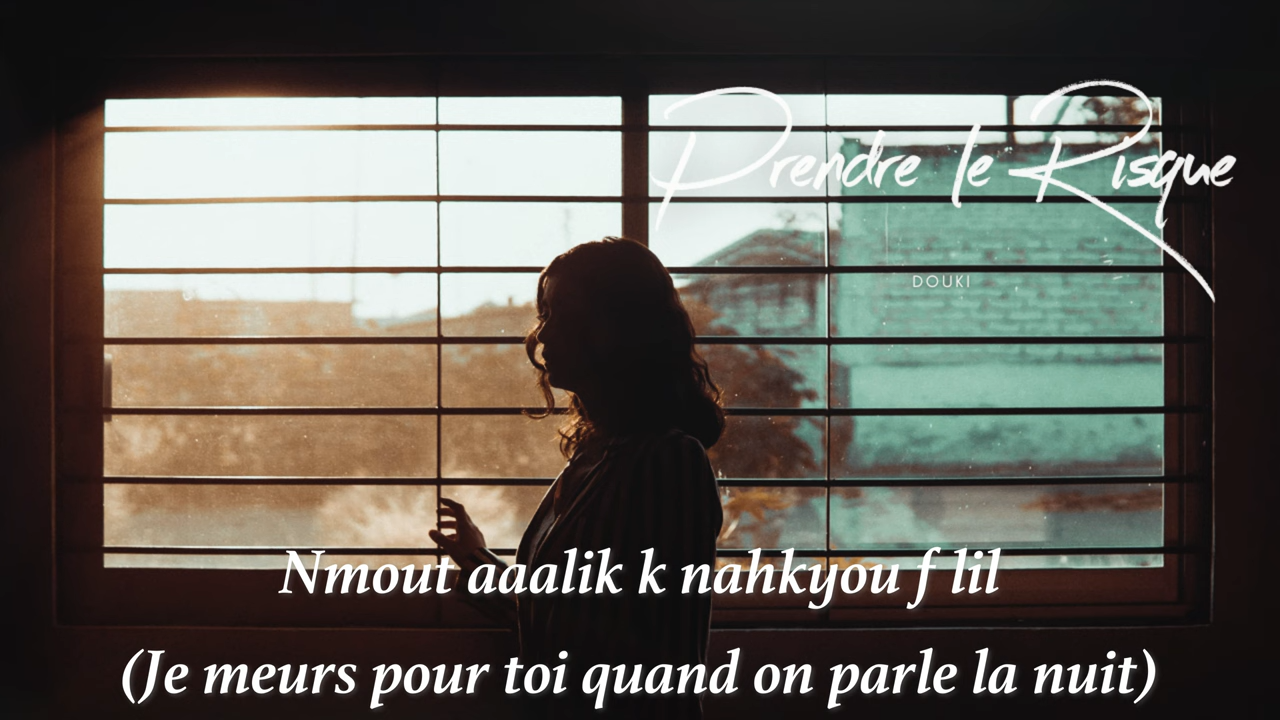 Prendre le Risque
DOUKI
Nmout aaalik k nahkyou f lil
(Je meurs pour toi quand on parle la nuit)